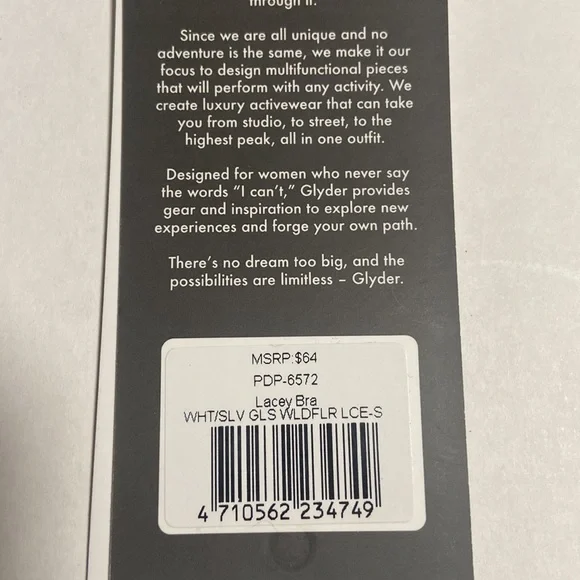 through it.
Since we are all unique and no
adventure is the same, we make it our
focus to design multifunctional pieces
that will perform with any activity. We
create luxury activewear that can take
you from studio, to street, to the
highest peak, all in one outfit.
Designed for women who never say
the words “I can’t,” Glyder provides
gear and inspiration to explore new
experiences and forge your own path.
There’s no dream too big, and the
possibilities are limitless – Glyder.
MSRP:$64
PDP-6572
Lacey Bra
WHT/SLV GLS WLDFLR LCE-S
4 710562 234749